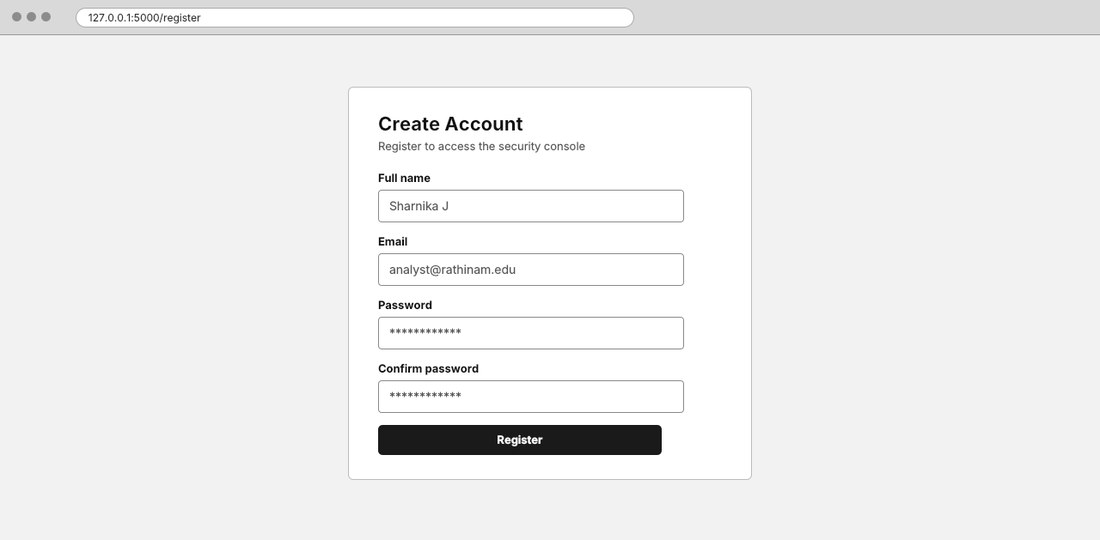 127.0.0.1:5000/register
Create Account
Register to access the security console
Full name
Sharnika J
Email
analyst@rathinam.edu
Password
************
Confirm password
************
Register